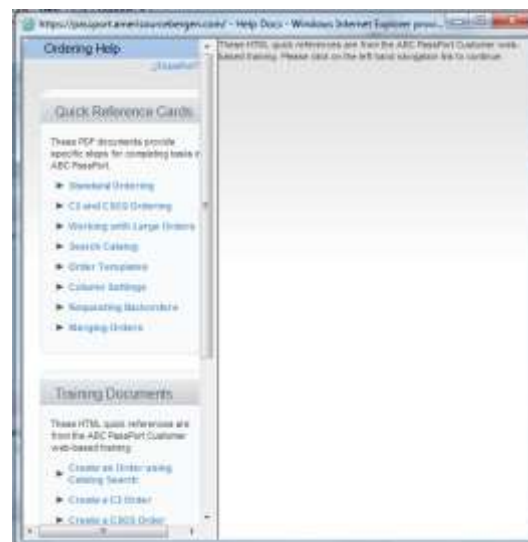 https://passport.amerisourcebergen.com/ - Help Docs - Windows Internet Explorer
Ordering Help
These HTML quick references are from the ABC PassPort Customer web-
based training. Please click on the left hand navigation link to continue.
Quick Reference Cards
These PDF documents provide
specific steps for completing tasks
ABC PassPort.
Standard Ordering
C2 and CSOS Ordering
Working with Large Orders
Search Catalog
Order Templates
Column Settings
Requesting Backorders
Merging Orders
Training Documents
These HTML quick references are
from the ABC PassPort Customer
web-based training.
Create an Order using
Catalog Search
Create a C2 Order
Create a CSOS Order